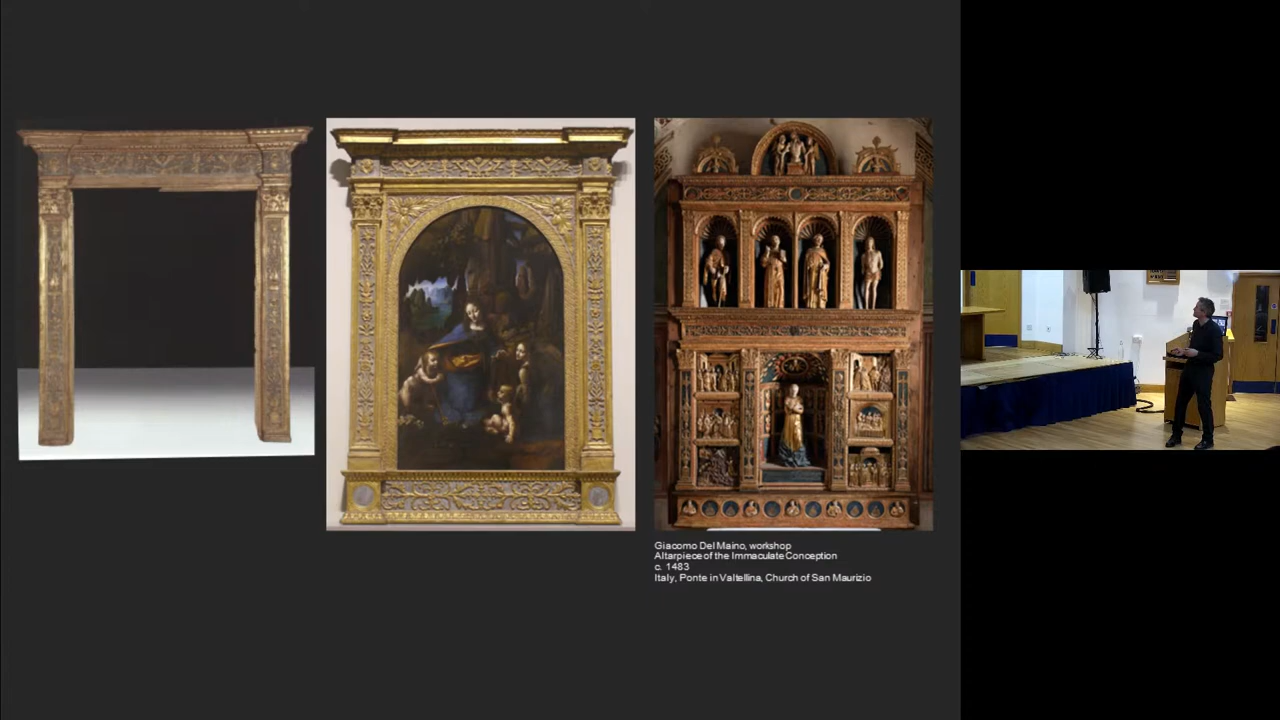 Giacomo Del Maino, workshop
Altarpiece of the Immaculate Conception
c. 1483
Italy, Ponte in Valtellina, Church of San Maurizio